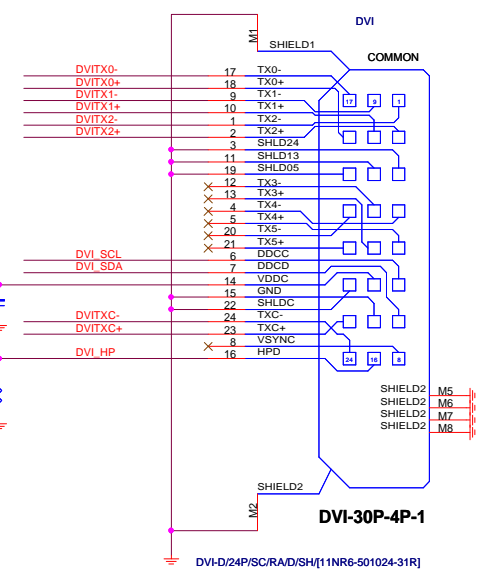 DVI
M1
SHIELD1
COMMON
DVITX0- 17 TX0-
DVITX0+ 18 TX0+
DVITX1- 9 TX1-
DVITX1+ 10 TX1+
DVITX2- 1 TX2-
DVITX2+ 2 TX2+
17 9 1
3 SHLD24
11 SHLD13
19 SHLD05
12 TX3-
13 TX3+
4 TX4-
5 TX4+
20 TX5-
21 TX5+
DVI_SCL 6 DDCC
DVI_SDA 7 DDCD
14 VDDC
15 GND
22 SHLDC
DVITXC- 24 TXC-
DVITXC+ 23 TXC+
8 VSYNC
DVI_HP 16 HPD
24 16 8
SHIELD2 M5
SHIELD2 M6
SHIELD2 M7
SHIELD2 M8
SHIELD2
M2
DVI-30P-4P-1
DVI-D/24P/SC/RA/D/SH/[11NR6-501024-31R]